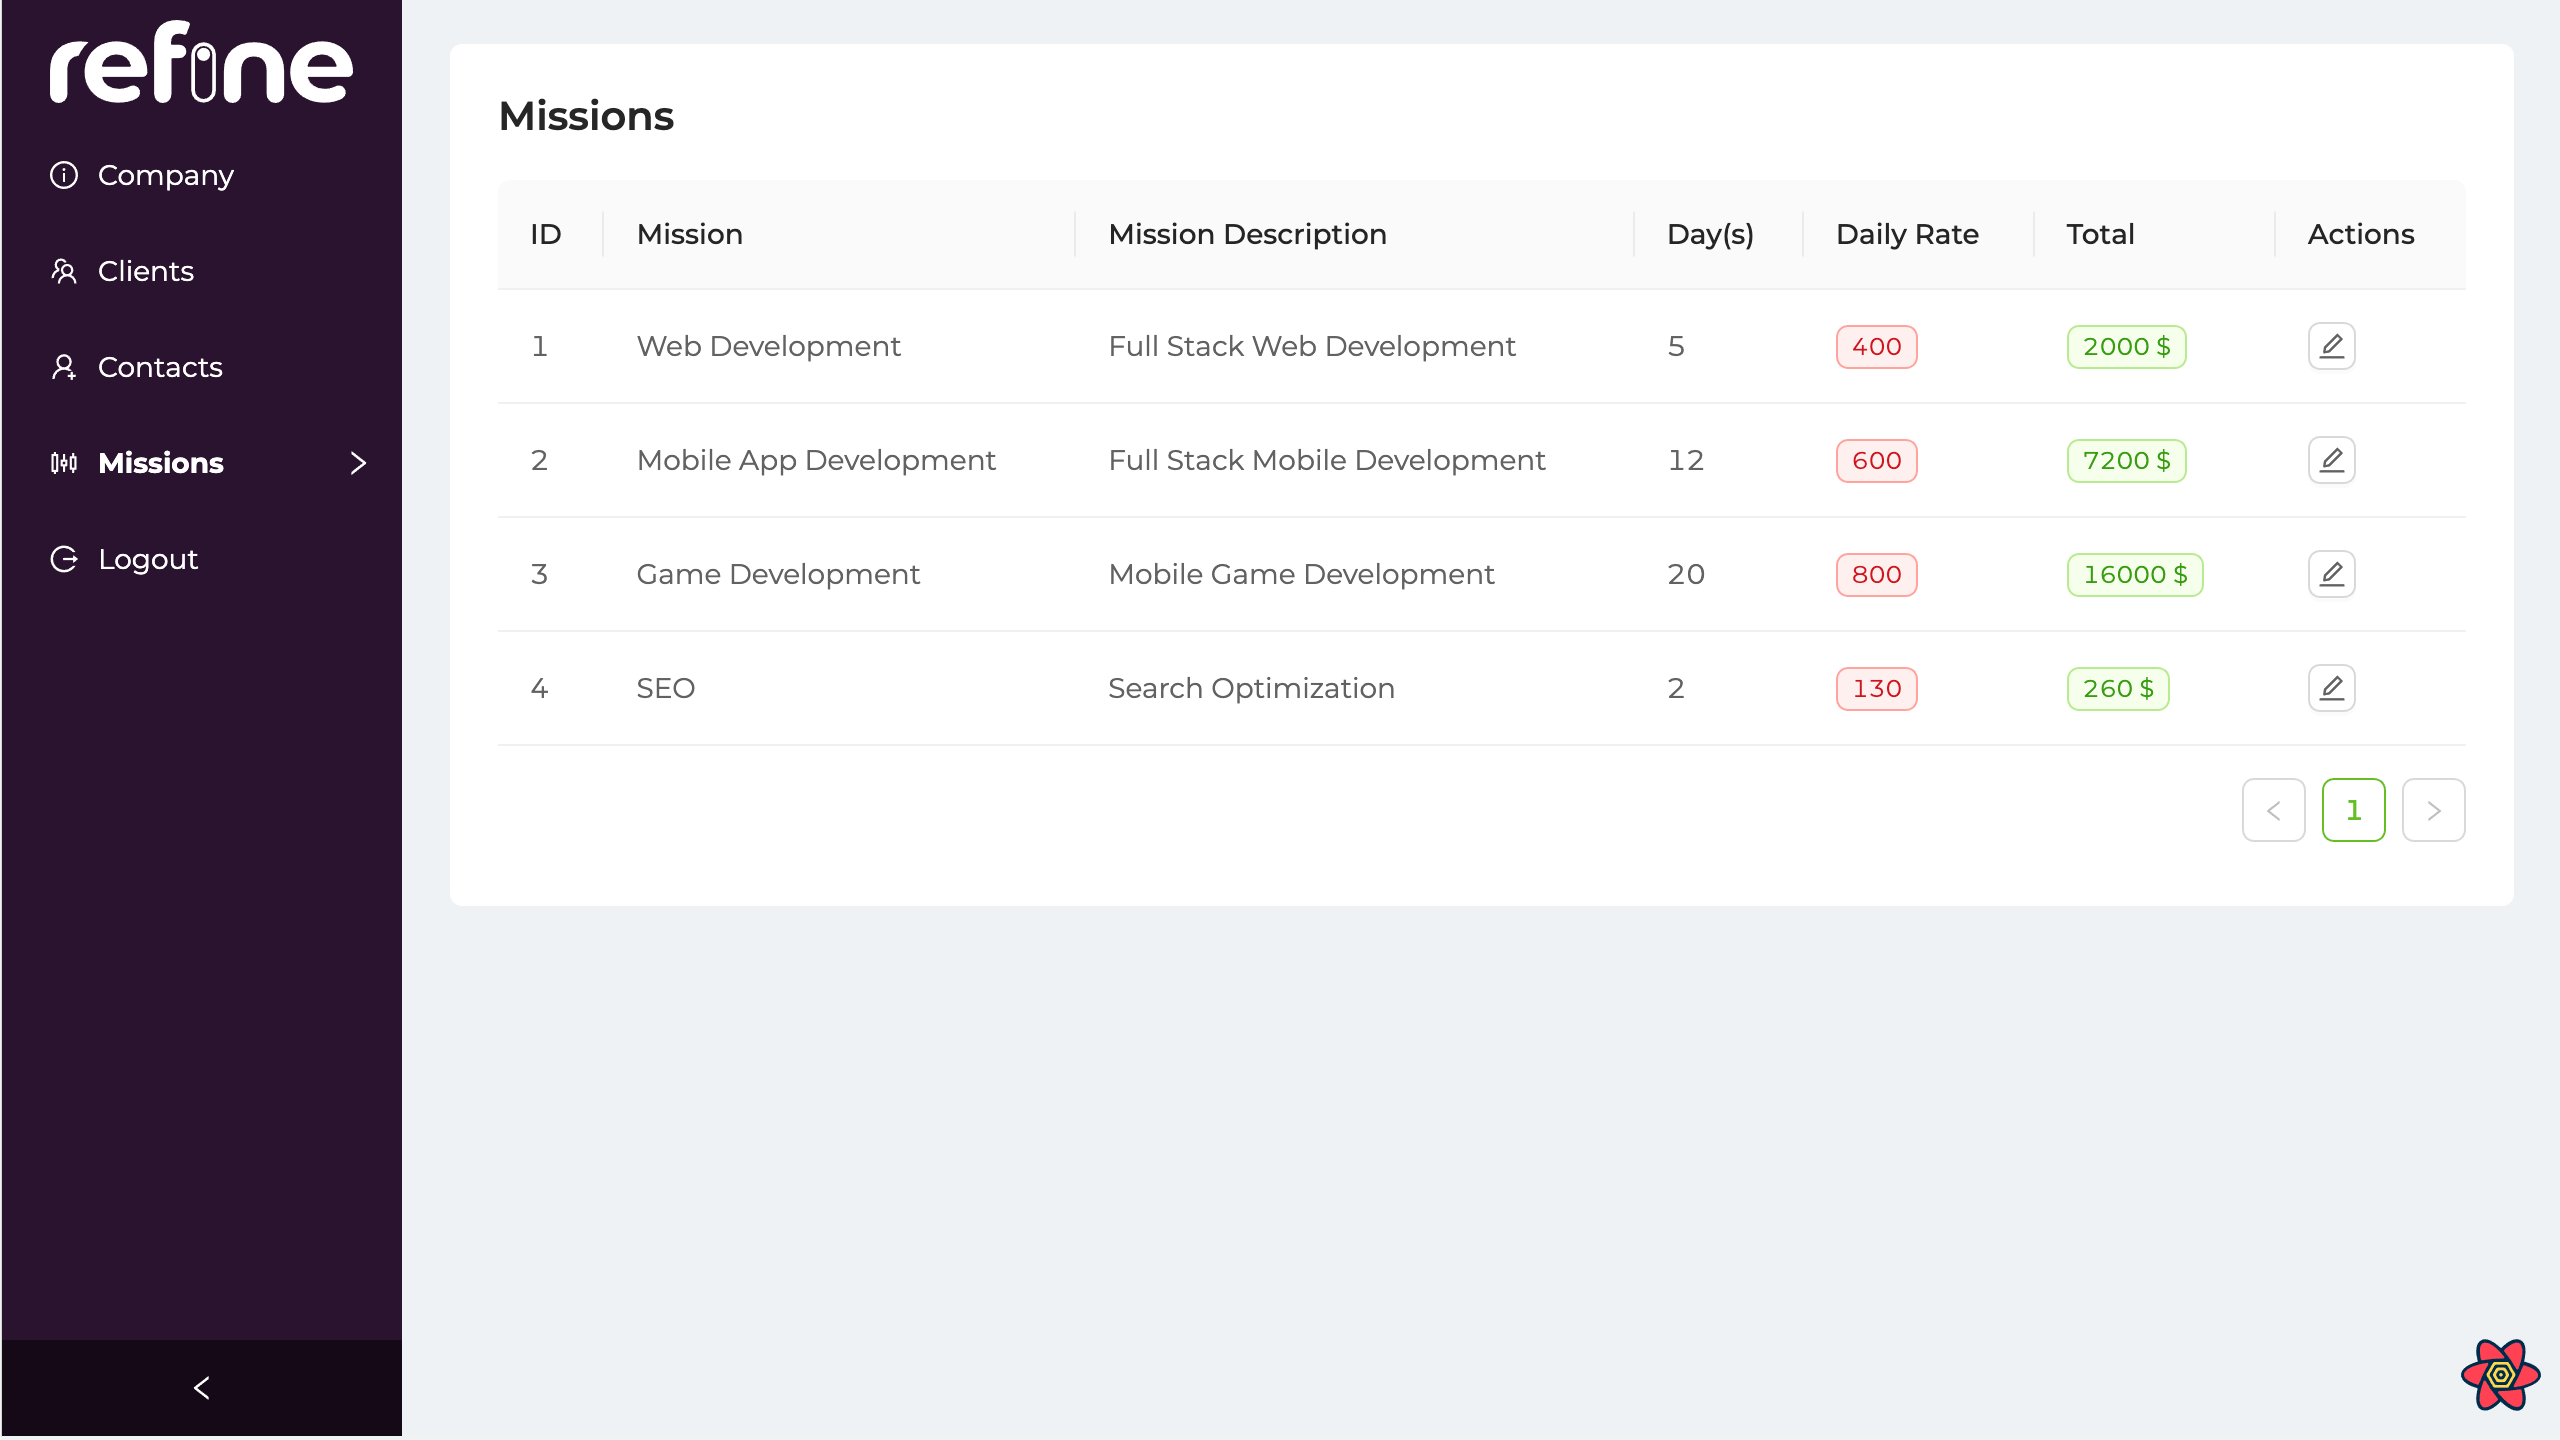 refine
Company
Clients
Contacts
Missions
Logout
Missions
ID Mission Mission Description Day(s) Daily Rate Total Actions
1 Web Development Full Stack Web Development 5 400 2000 $
2 Mobile App Development Full Stack Mobile Development 12 600 7200 $
3 Game Development Mobile Game Development 20 800 16000 $
4 SEO Search Optimization 2 130 260 $
1